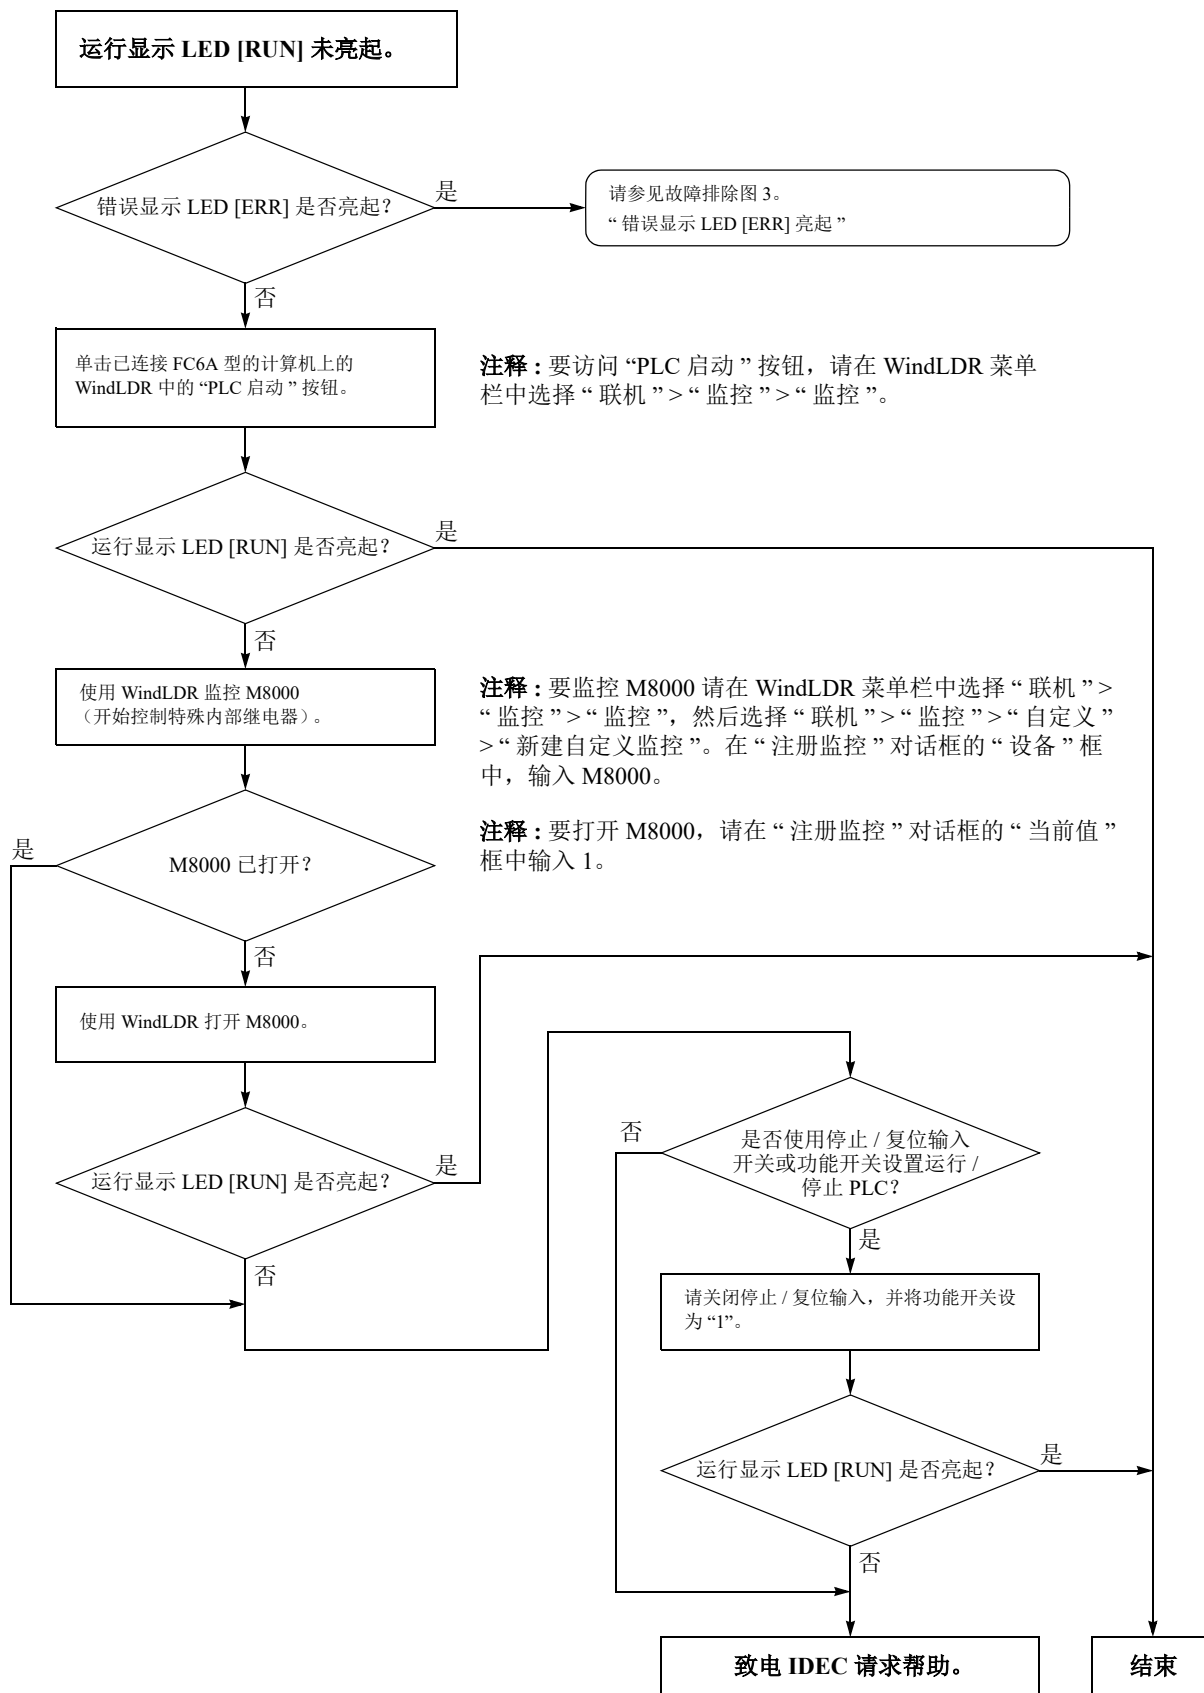 运行显示 LED [RUN] 未亮起。
错误显示 LED [ERR] 是否亮起？
是
请参见故障排除图 3。
“ 错误显示 LED [ERR] 亮起 ”
否
单击已连接 FC6A 型的计算机上的
WindLDR 中的 “PLC 启动 ” 按钮。
注释 : 要访问 “PLC 启动 ” 按钮，请在 WindLDR 菜单
栏中选择 “ 联机 ” > “ 监控 ” > “ 监控 ”。
运行显示 LED [RUN] 是否亮起？
是
否
使用 WindLDR 监控 M8000
（开始控制特殊内部继电器）。
注释 : 要监控 M8000 请在 WindLDR 菜单栏中选择 “ 联机 ” >
“ 监控 ” > “ 监控 ”，然后选择 “ 联机 ” > “ 监控 ” > “ 自定义 ”
> “ 新建自定义监控 ”。在 “ 注册监控 ” 对话框的 “ 设备 ” 框
中，输入 M8000。
注释 : 要打开 M8000，请在 “ 注册监控 ” 对话框的 “ 当前值 ”
框中输入 1。
是
M8000 已打开？
否
使用 WindLDR 打开 M8000。
运行显示 LED [RUN] 是否亮起？
是
否
否
是否使用停止 / 复位输入
开关或功能开关设置运行 /
停止 PLC？
是
请关闭停止 / 复位输入，并将功能开关设
为 “1”。
运行显示 LED [RUN] 是否亮起？
是
否
致电 IDEC 请求帮助。
结束